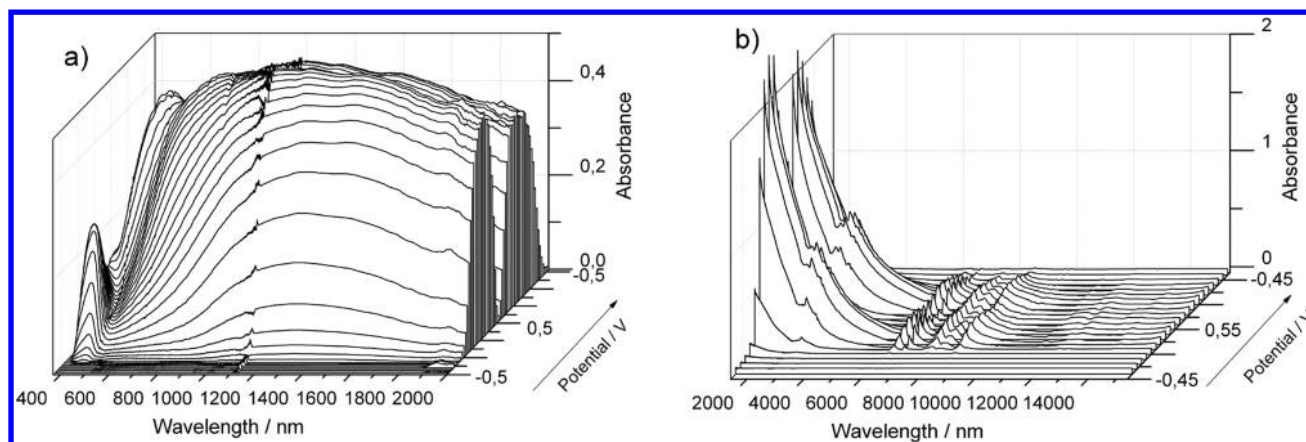 a)
0,4
0,2
0,0
Absorbance
-0,5
0,5
-0,5
Potential / V
400 600 800 1000 1200 1400 1600 1800 2000
Wavelength / nm
b)
2
1
0
Absorbance
-0,45
0,55
-0,45
Potential / V
2000 4000 6000 8000 10000 12000 14000
Wavelength / nm